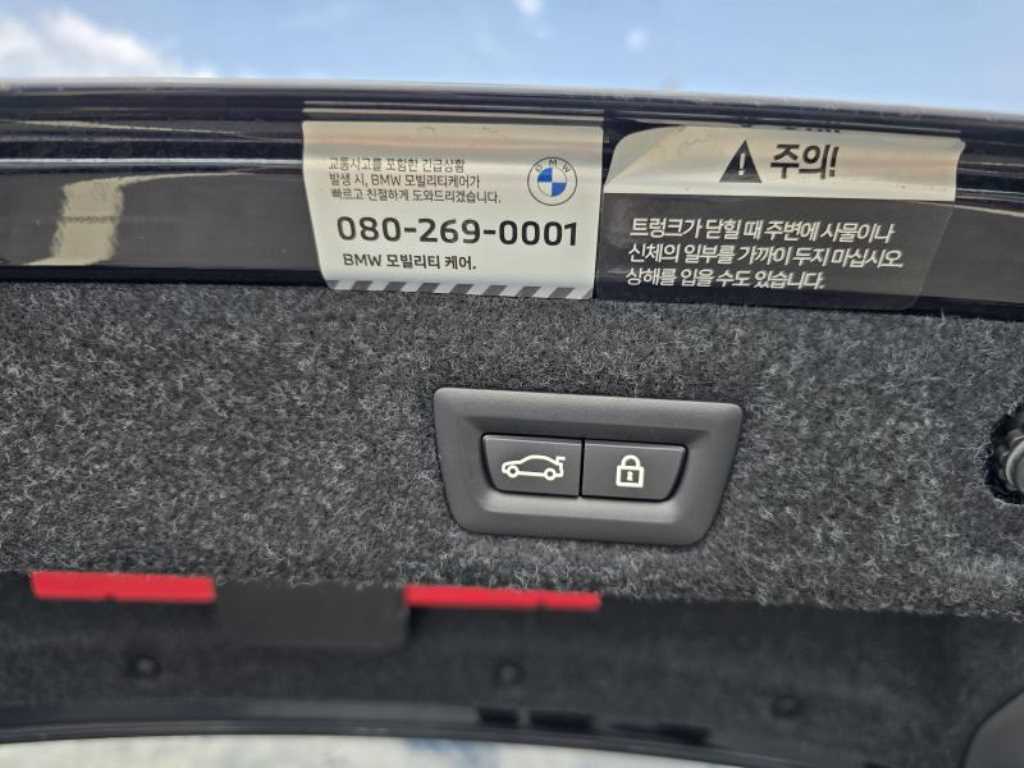 교통사고를 포함한 긴급상황
발생 시, BMW 모빌리티케어가
빠르고 친절하게 도와드리겠습니다.
BMW
080-269-0001
BMW 모빌리티 케어.
주의!
트렁크가 닫힐 때 주변에 사물이나
신체의 일부를 가까이 두지 마십시오.
상해를 입을 수도 있습니다.